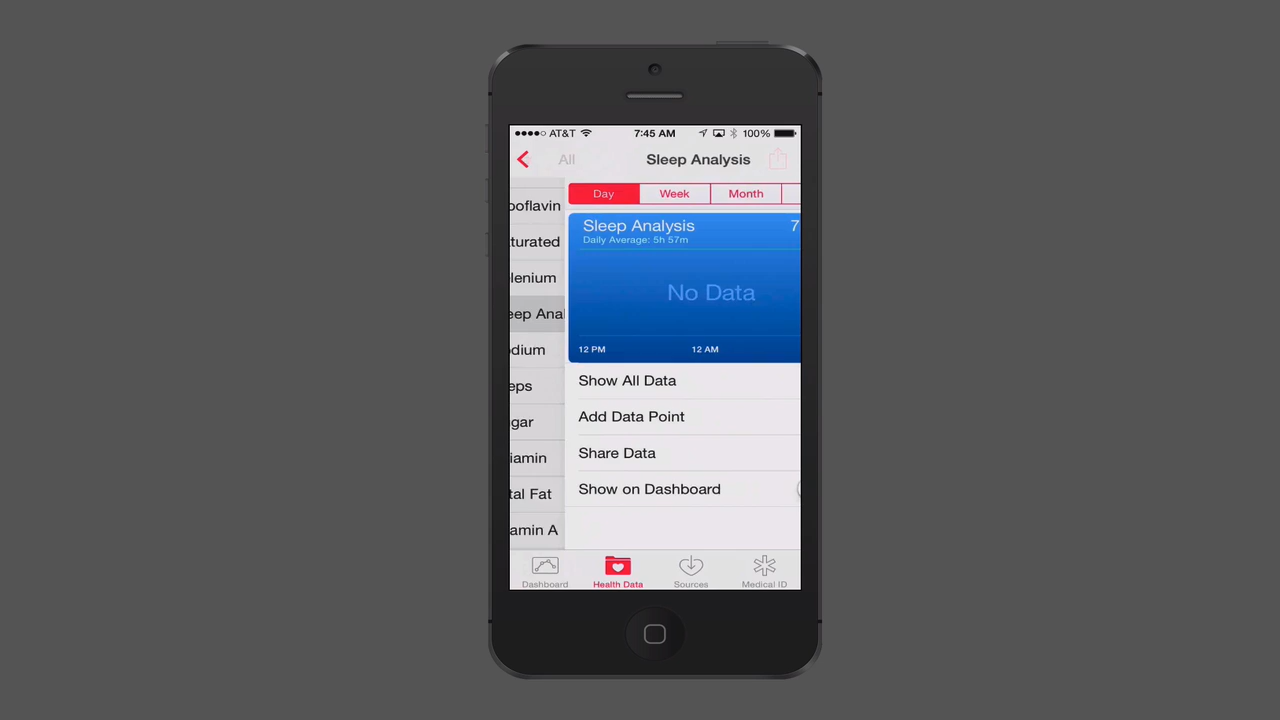 AT&T 7:45 AM 100%
All Sleep Analysis
Day Week Month
Sleep Analysis 7
Daily Average: 5h 57m
No Data
12 PM 12 AM
Show All Data
Add Data Point
Share Data
Show on Dashboard
oflavin
turated
lenium
eep Anal
dium
eps
gar
iamin
tal Fat
amin A
Dashboard Health Data Sources Medical ID